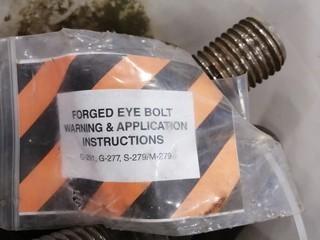 FORGED EYE BOLT
WARNING & APPLICATION
INSTRUCTIONS
G-291, G-277, S-279/M-279